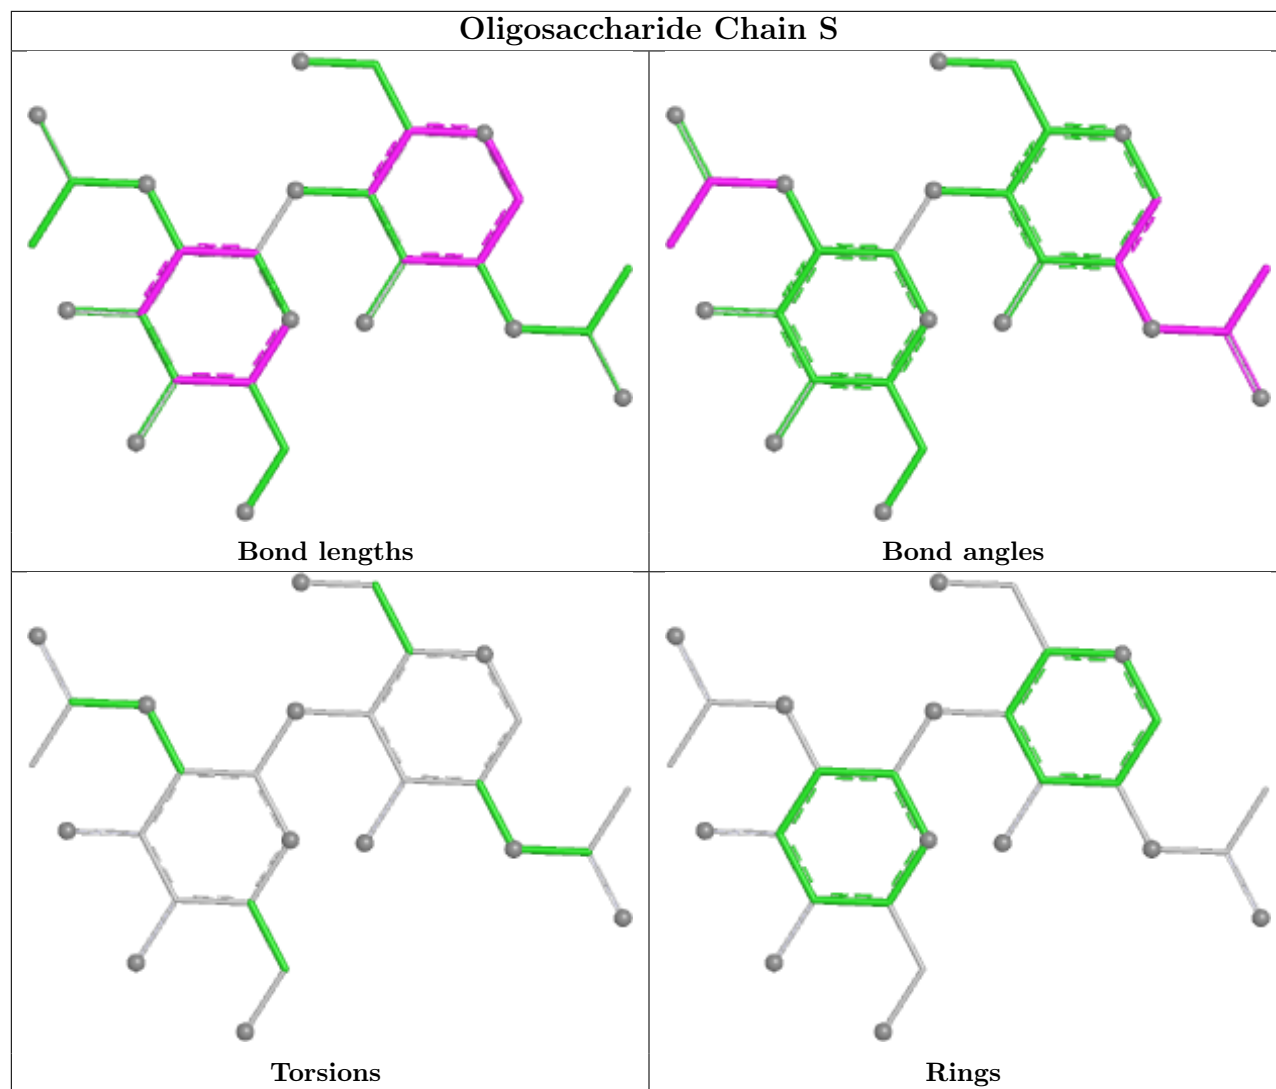 Oligosaccharide Chain S
Bond lengths
Bond angles
Torsions
Rings